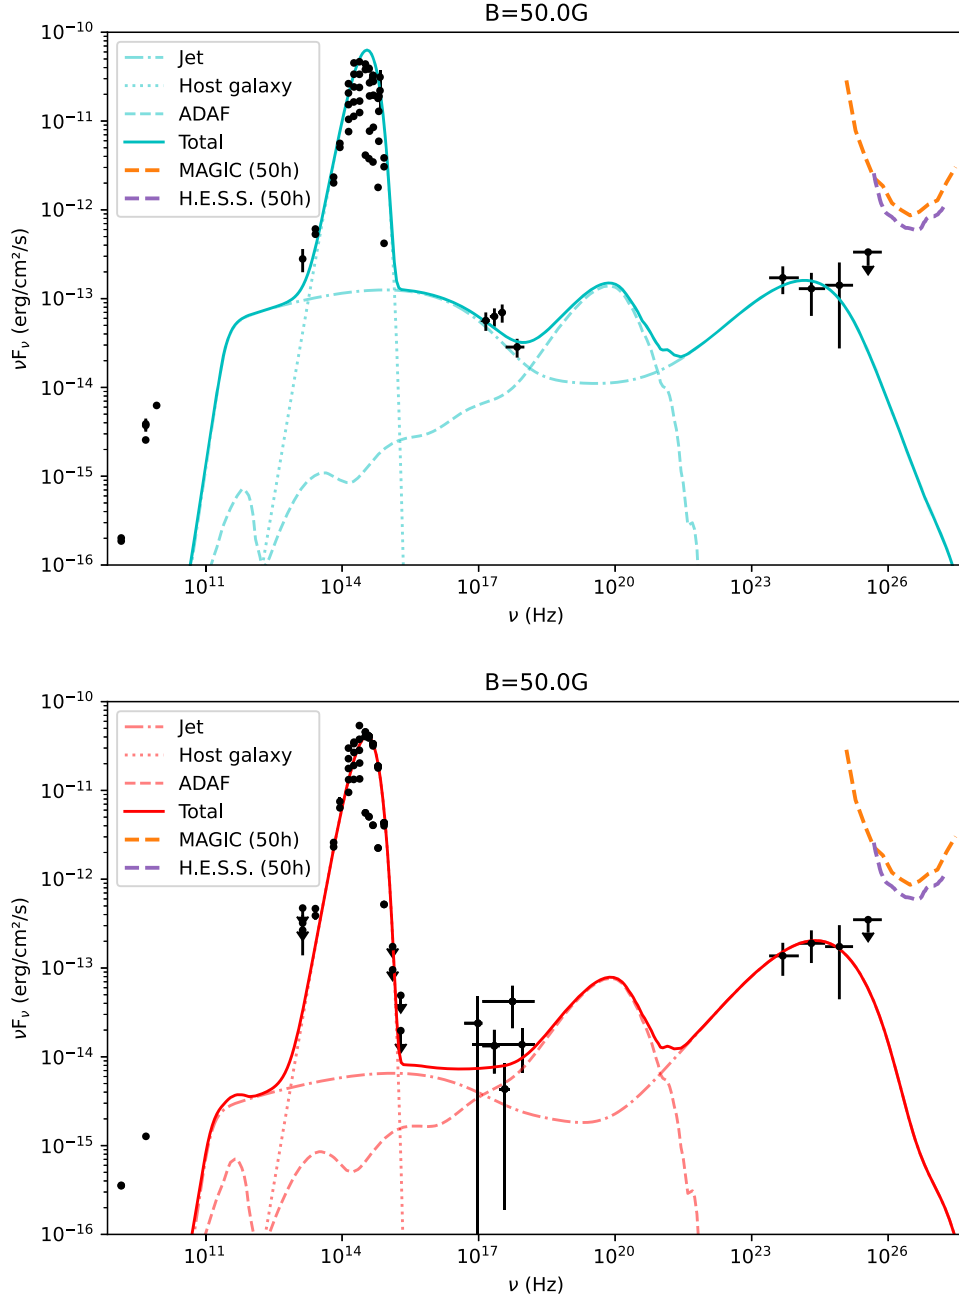 B=50.0G
10⁻¹⁰
10⁻¹¹
10⁻¹²
10⁻¹³
10⁻¹⁴
10⁻¹⁵
10⁻¹⁶
νFν (erg/cm²/s)
Jet
Host galaxy
ADAF
Total
MAGIC (50h)
H.E.S.S. (50h)
10¹¹ 10¹⁴ 10¹⁷ 10²⁰ 10²³ 10²⁶
ν (Hz)
B=50.0G
10⁻¹⁰
10⁻¹¹
10⁻¹²
10⁻¹³
10⁻¹⁴
10⁻¹⁵
10⁻¹⁶
νFν (erg/cm²/s)
Jet
Host galaxy
ADAF
Total
MAGIC (50h)
H.E.S.S. (50h)
10¹¹ 10¹⁴ 10¹⁷ 10²⁰ 10²³ 10²⁶
ν (Hz)